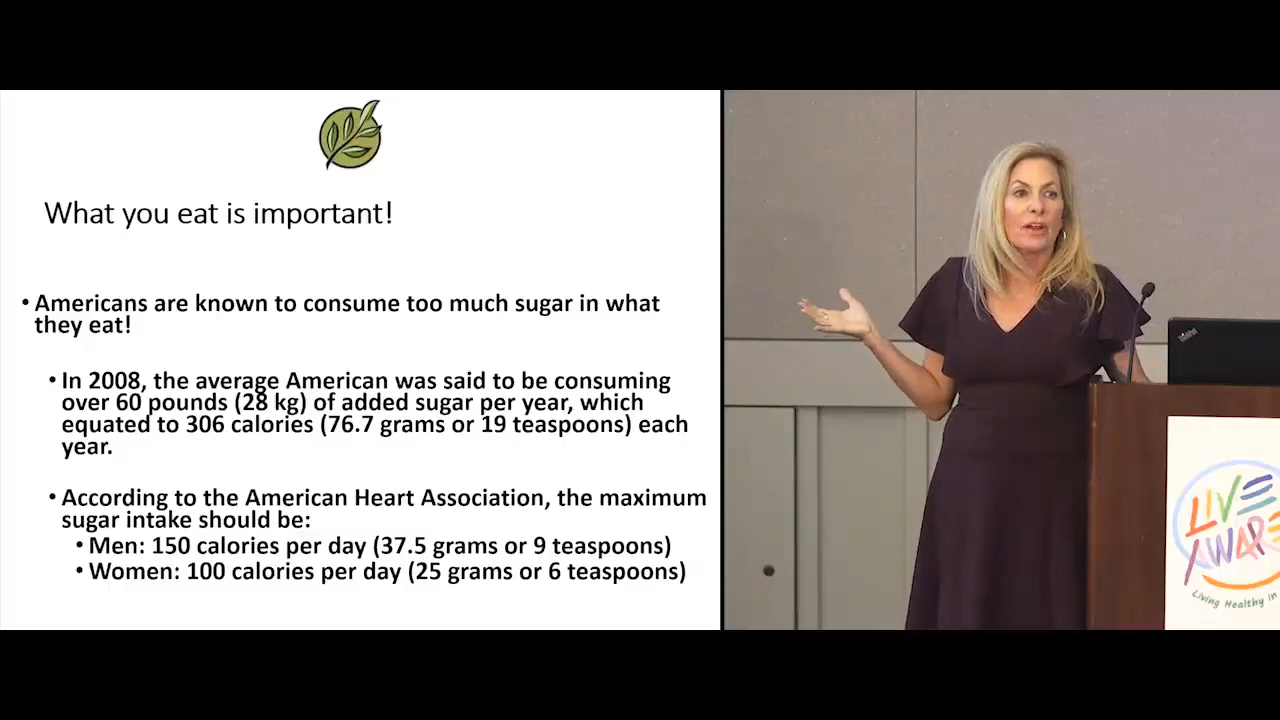 What you eat is important!
• Americans are known to consume too much sugar in what
they eat!
• In 2008, the average American was said to be consuming
over 60 pounds (28 kg) of added sugar per year, which
equated to 306 calories (76.7 grams or 19 teaspoons) each
year.
• According to the American Heart Association, the maximum
sugar intake should be:
• Men: 150 calories per day (37.5 grams or 9 teaspoons)
• Women: 100 calories per day (25 grams or 6 teaspoons)
ThinkPad
LIVE
AWARE
Living Healthy in